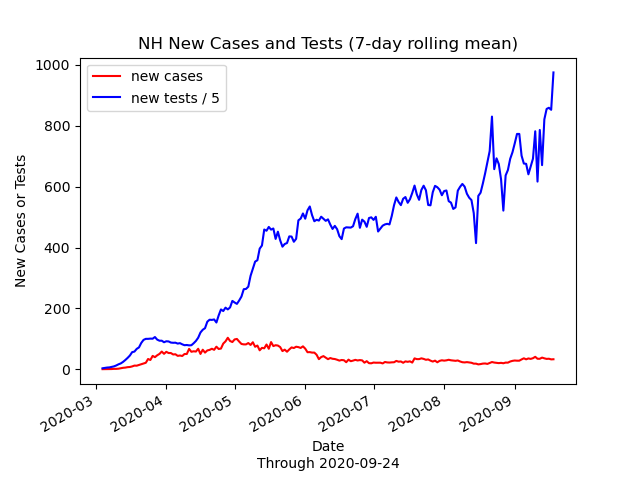 NH New Cases and Tests (7-day rolling mean)
new cases
new tests / 5
1000
800
600
400
200
0
New Cases or Tests
2020-03
2020-04
2020-05
2020-06
2020-07
2020-08
2020-09
Date
Through 2020-09-24